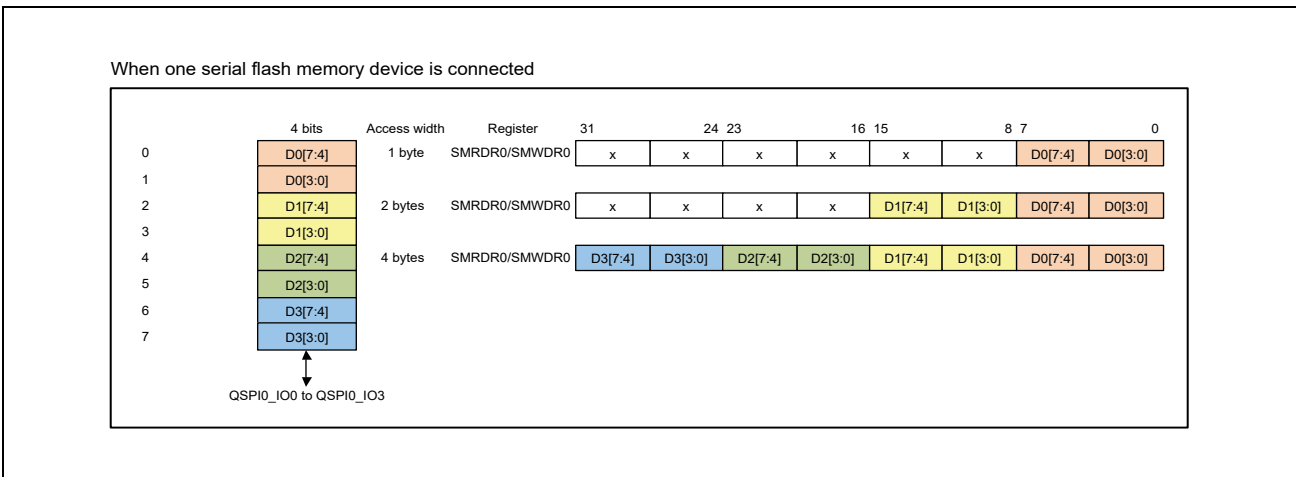 When one serial flash memory device is connected
4 bits Access width Register 31 24 23 16 15 8 7 0
0 D0[7:4] 1 byte SMRDR0/SMWDR0 x x x x x x D0[7:4] D0[3:0]
1 D0[3:0]
2 D1[7:4] 2 bytes SMRDR0/SMWDR0 x x x x D1[7:4] D1[3:0] D0[7:4] D0[3:0]
3 D1[3:0]
4 D2[7:4] 4 bytes SMRDR0/SMWDR0 D3[7:4] D3[3:0] D2[7:4] D2[3:0] D1[7:4] D1[3:0] D0[7:4] D0[3:0]
5 D2[3:0]
6 D3[7:4]
7 D3[3:0]
QSPI0_IO0 to QSPI0_IO3